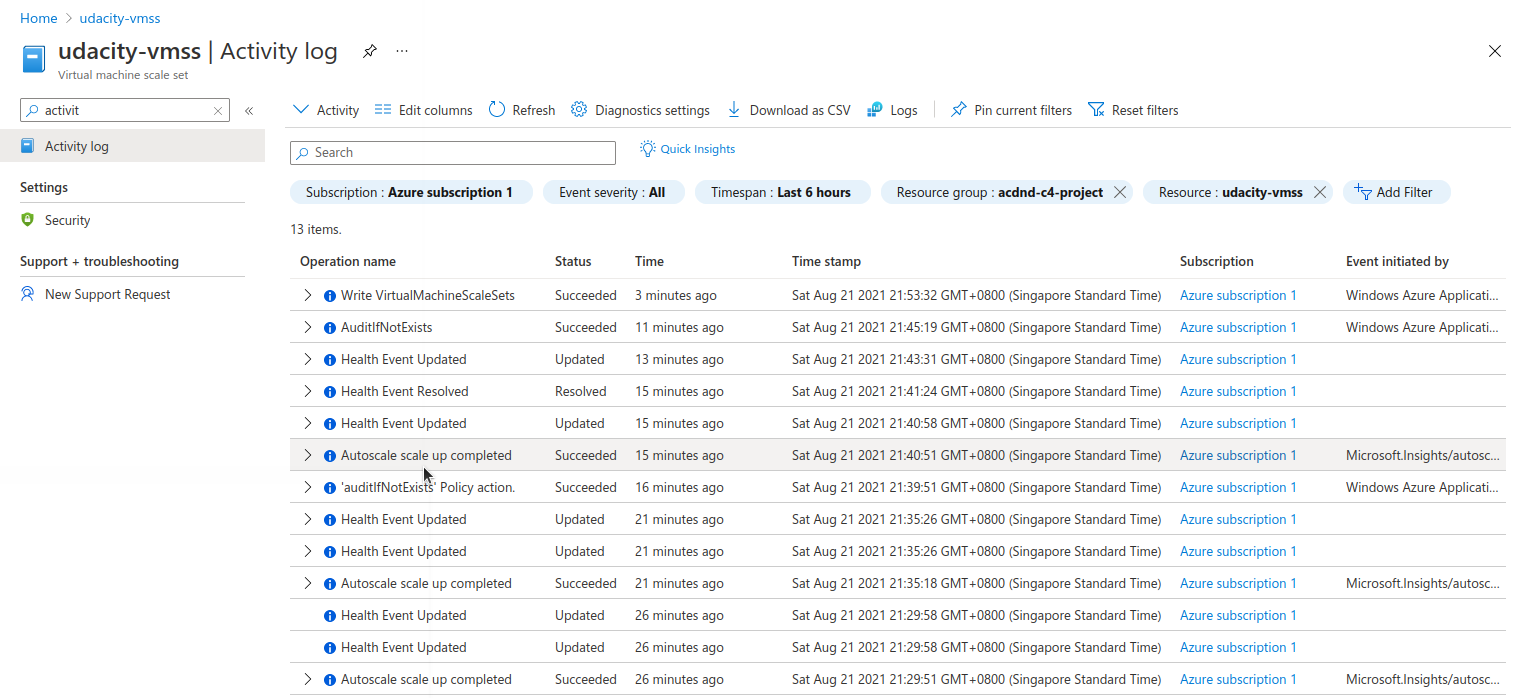 Home > udacity-vmss
udacity-vmss | Activity log ...
Virtual machine scale set
activit
Activity log
Settings
Security
Support + troubleshooting
New Support Request
Activity Edit columns Refresh Diagnostics settings Download as CSV Logs Pin current filters Reset filters
Search Quick Insights
Subscription : Azure subscription 1 Event severity : All Timespan : Last 6 hours Resource group : acdnd-c4-project Resource : udacity-vmss Add Filter
13 items.
Operation name Status Time Time stamp Subscription Event initiated by
Write VirtualMachineScaleSets Succeeded 3 minutes ago Sat Aug 21 2021 21:53:32 GMT+0800 (Singapore Standard Time) Azure subscription 1 Windows Azure Applicati...
AuditIfNotExists Succeeded 11 minutes ago Sat Aug 21 2021 21:45:19 GMT+0800 (Singapore Standard Time) Azure subscription 1 Windows Azure Applicati...
Health Event Updated Updated 13 minutes ago Sat Aug 21 2021 21:43:31 GMT+0800 (Singapore Standard Time) Azure subscription 1
Health Event Resolved Resolved 15 minutes ago Sat Aug 21 2021 21:41:24 GMT+0800 (Singapore Standard Time) Azure subscription 1
Health Event Updated Updated 15 minutes ago Sat Aug 21 2021 21:40:58 GMT+0800 (Singapore Standard Time) Azure subscription 1
Autoscale scale up completed Succeeded 15 minutes ago Sat Aug 21 2021 21:40:51 GMT+0800 (Singapore Standard Time) Azure subscription 1 Microsoft.Insights/autosc...
'auditIfNotExists' Policy action. Succeeded 16 minutes ago Sat Aug 21 2021 21:39:51 GMT+0800 (Singapore Standard Time) Azure subscription 1 Windows Azure Applicati...
Health Event Updated Updated 21 minutes ago Sat Aug 21 2021 21:35:26 GMT+0800 (Singapore Standard Time) Azure subscription 1
Health Event Updated Updated 21 minutes ago Sat Aug 21 2021 21:35:26 GMT+0800 (Singapore Standard Time) Azure subscription 1
Autoscale scale up completed Succeeded 21 minutes ago Sat Aug 21 2021 21:35:18 GMT+0800 (Singapore Standard Time) Azure subscription 1 Microsoft.Insights/autosc...
Health Event Updated Updated 26 minutes ago Sat Aug 21 2021 21:29:58 GMT+0800 (Singapore Standard Time) Azure subscription 1
Health Event Updated Updated 26 minutes ago Sat Aug 21 2021 21:29:58 GMT+0800 (Singapore Standard Time) Azure subscription 1
Autoscale scale up completed Succeeded 26 minutes ago Sat Aug 21 2021 21:29:51 GMT+0800 (Singapore Standard Time) Azure subscription 1 Microsoft.Insights/autosc...